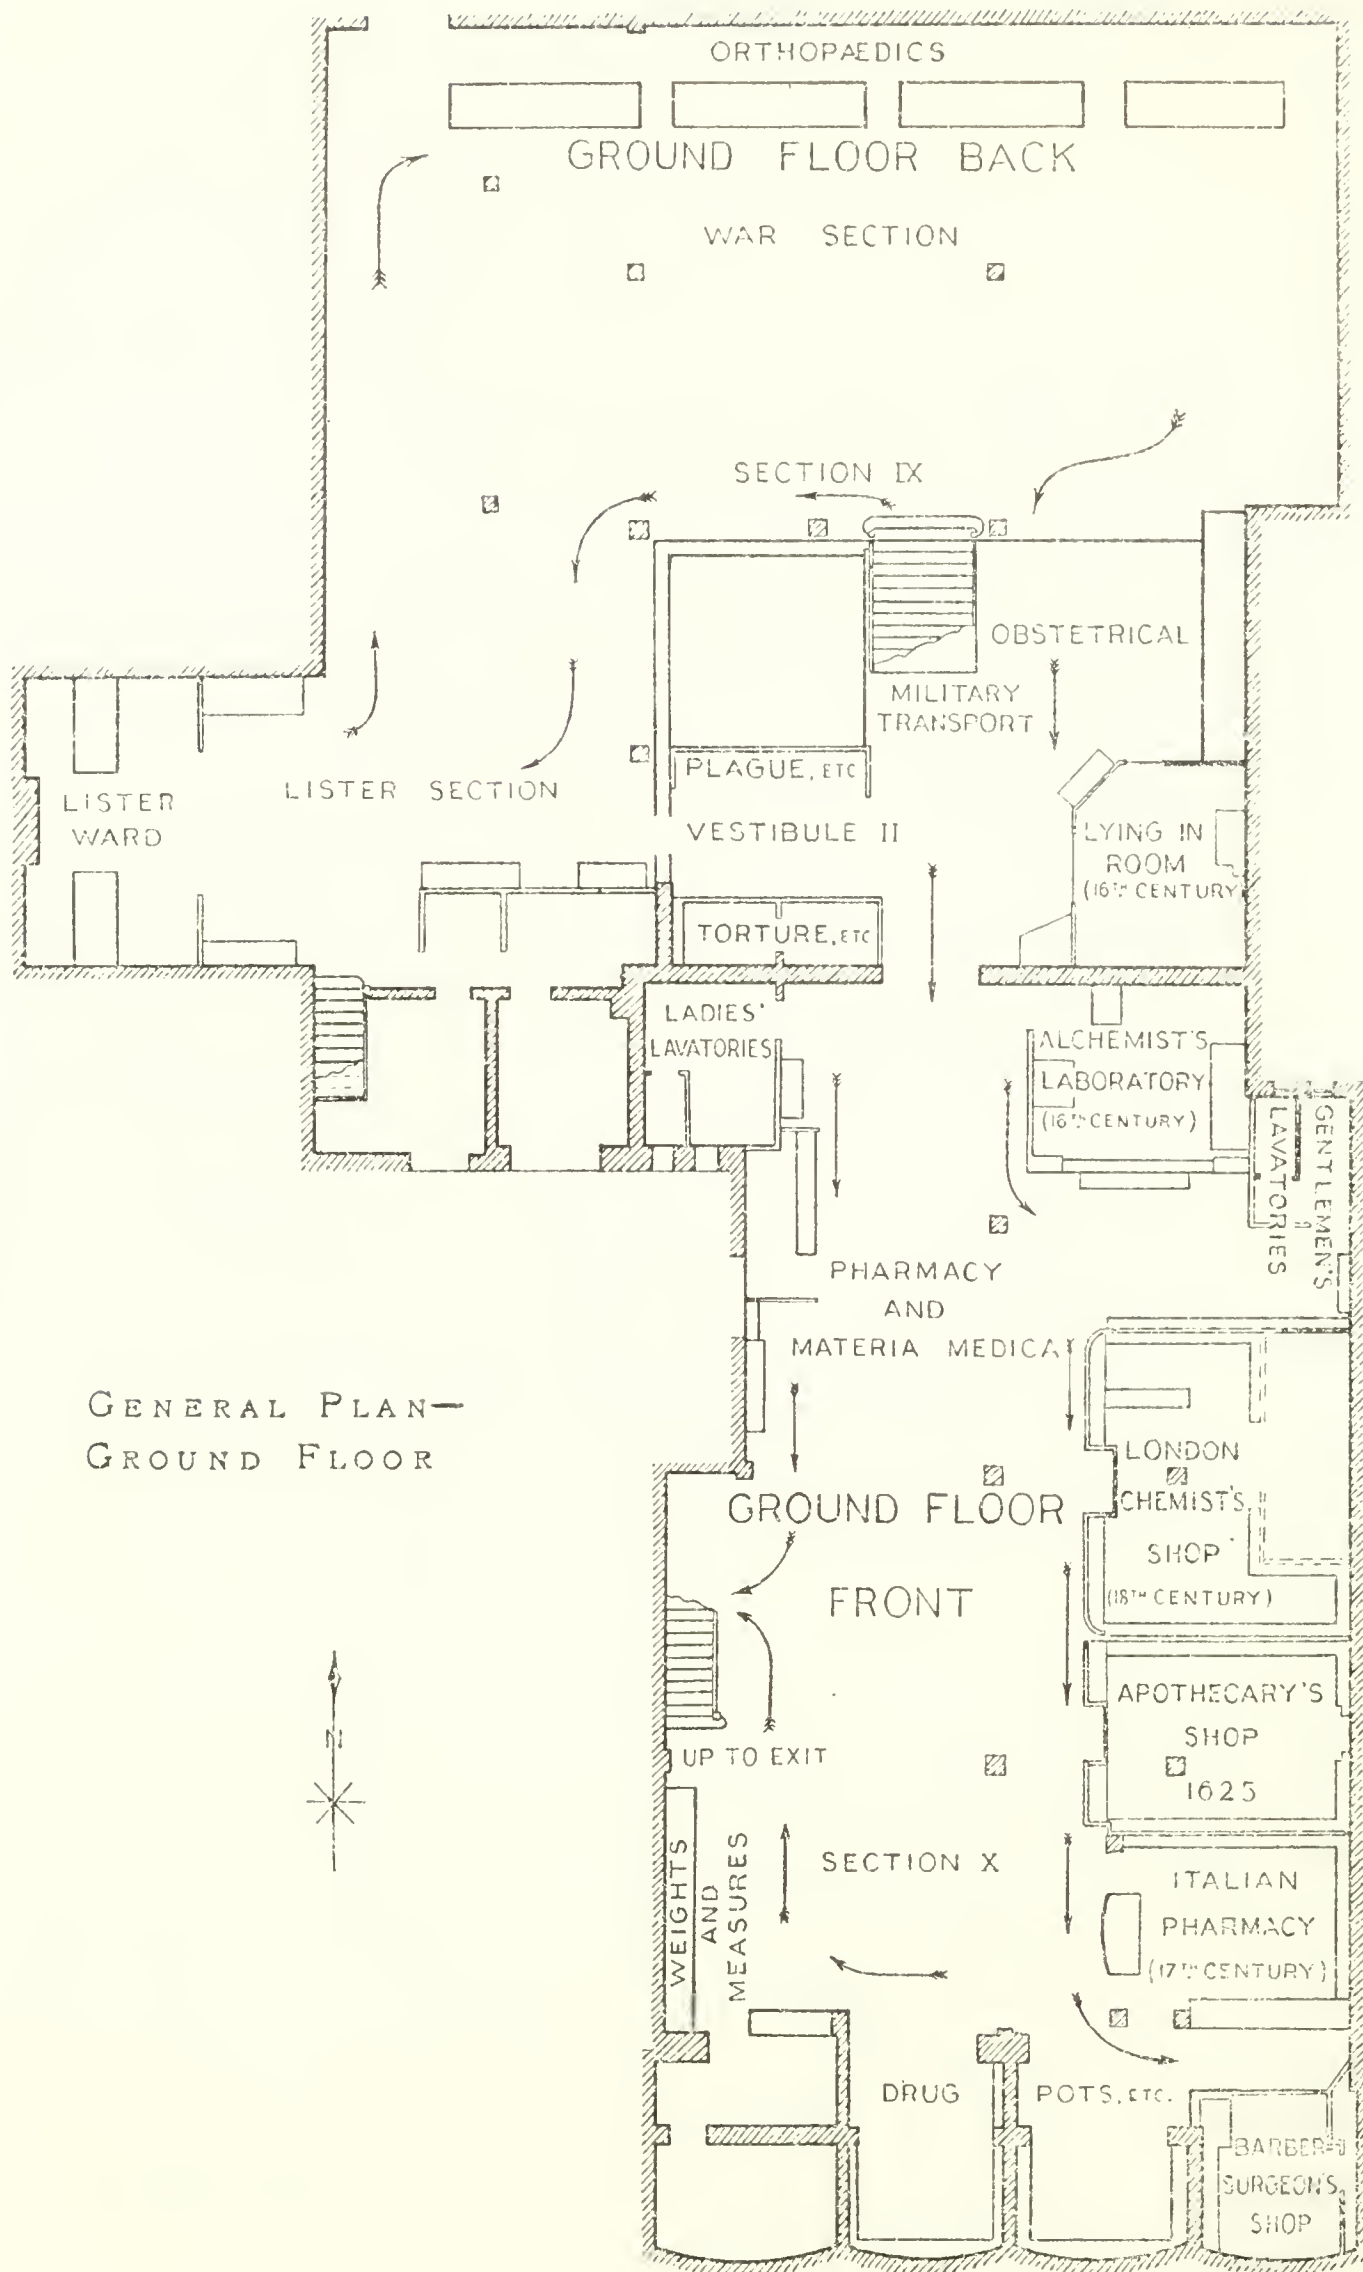 ORTHOPAEDICS
GROUND FLOOR BACK
WAR SECTION
SECTION IX
OBSTETRICAL
MILITARY
TRANSPORT
PLAGUE, ETC
LISTER SECTION
LISTER
WARD
VESTIBULE II
LYING IN
ROOM
(16TH CENTURY)
TORTURE, ETC
LADIES'
LAVATORIES
ALCHEMIST'S
LABORATORY
(16TH CENTURY)
GENTLEMEN'S
LAVATORIES
PHARMACY
AND
MATERIA MEDICA
GENERAL PLAN—
GROUND FLOOR
LONDON
CHEMIST'S
SHOP
(18TH CENTURY)
GROUND FLOOR
FRONT
N
APOTHECARY'S
SHOP
1625
UP TO EXIT
WEIGHTS
AND
MEASURES
SECTION X
ITALIAN
PHARMACY
(17TH CENTURY)
DRUG POTS, ETC.
BARBER
SURGEON'S
SHOP